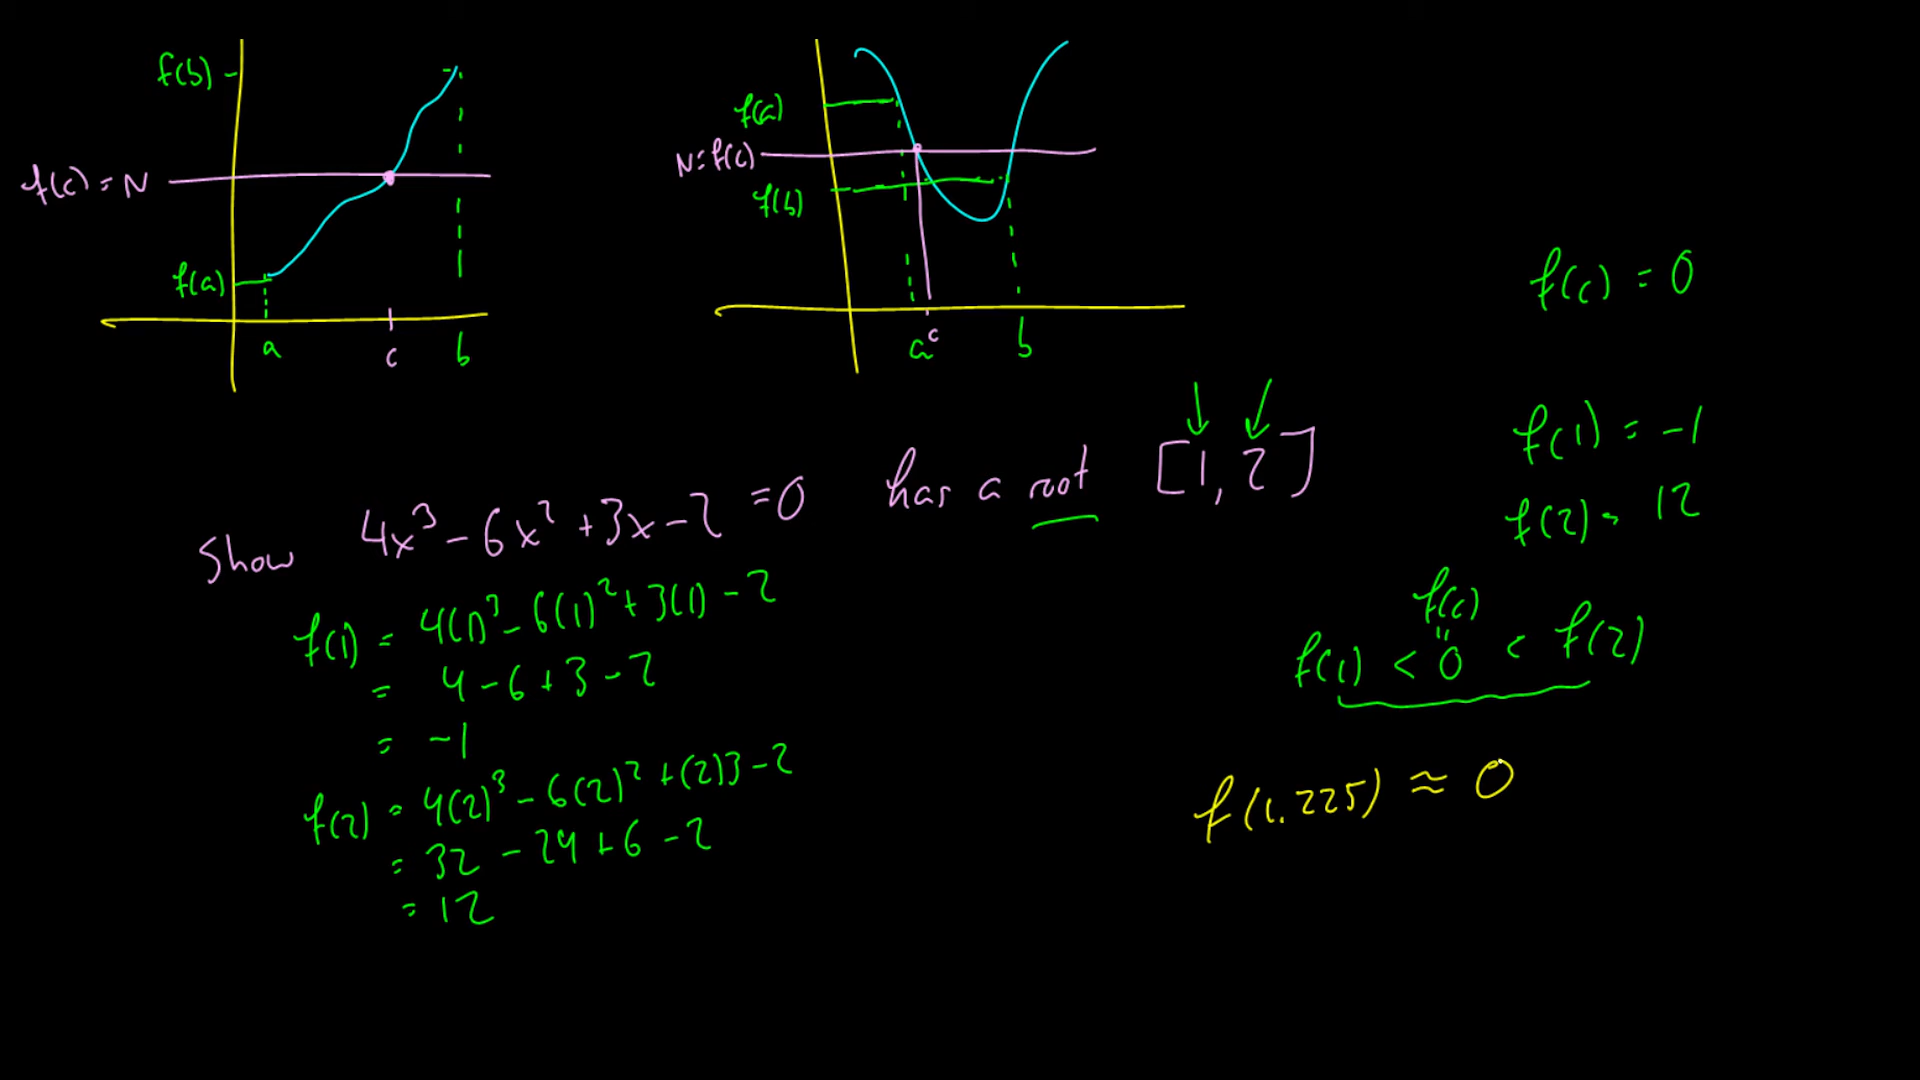 f(b)
f(c) = N
f(a)
a
c
b
f(a)
N = f(c)
f(b)
a
c
b
Show 4x³ - 6x² + 3x - 2 = 0 has a root [1, 2]
f(1) = 4(1)³ - 6(1)² + 3(1) - 2
= 4 - 6 + 3 - 2
= -1
f(2) = 4(2)³ - 6(2)² + (2)3 - 2
= 32 - 24 + 6 - 2
= 12
f(c) = 0
f(1) = -1
f(2) = 12
f(c)
"
f(1) < 0 < f(2)
f(1.225) ≈ 0